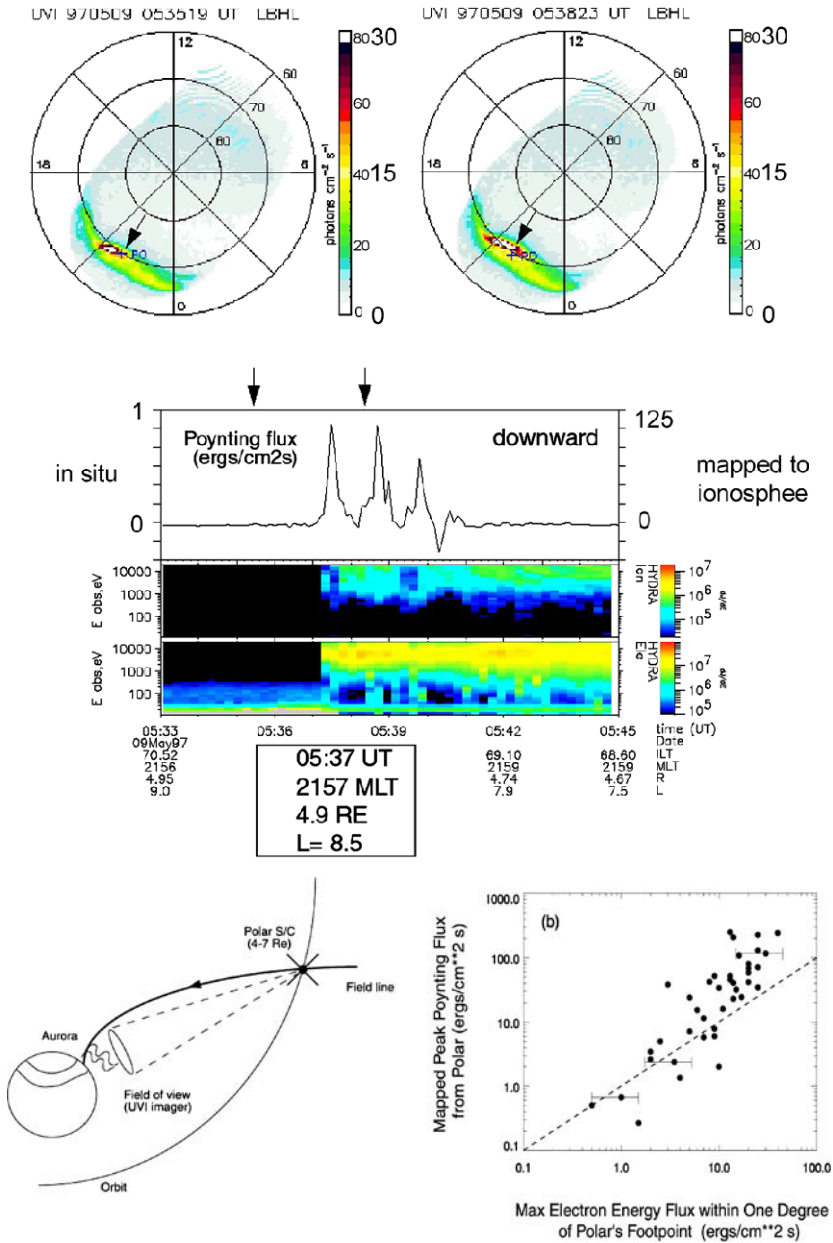 UVI 970509 053519 UT LBHL
UVI 970509 053823 UT LBHL
12
60
70
80
18
6
0
80 30
60
40 15
20
0 0
photons cm⁻² s⁻¹
12
60
70
80
18
6
0
80 30
60
40 15
20
0 0
photons cm⁻² s⁻¹
1
0
in situ
Poynting flux
(ergs/cm2s)
downward
125
0
mapped to
ionosphee
10000
1000
100
E obs,eV
HYDRA
Ion
10⁷
10⁶
10⁵
10000
1000
100
E obs,eV
HYDRA
Ele
10⁷
10⁶
10⁵
05:33 05:36 05:39 05:42 05:45 time (UT)
09May97 Date
70.52 69.10 68.60 ILT
2156 2159 2159 MLT
4.95 4.74 4.67 R
9.0 7.9 7.5 L
05:37 UT
2157 MLT
4.9 RE
L= 8.5
Polar S/C
(4-7 Re)
Field line
Aurora
Field of view
(UVI imager)
Orbit
(b)
Mapped Peak Poynting Flux
from Polar (ergs/cm**2 s)
1000.0
100.0
10.0
1.0
0.1
0.1 1.0 10.0 100.0
Max Electron Energy Flux within One Degree
of Polar's Footpoint (ergs/cm**2 s)